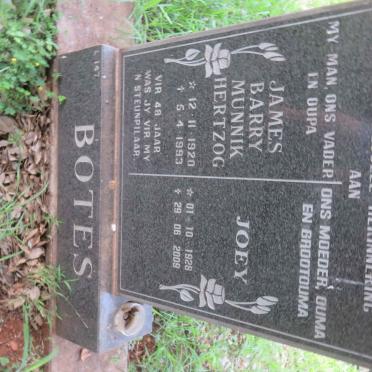 HERINNERING
AAN
MY MAN, ONS VADER
EN OUPA
JAMES
BARRY
MUNNIK
HERTZOG
* 12·11·1920
† 5·4·1993
VIR 48 JAAR
WAS JY VIR MY
'N STEUNPILAAR.
ONS MOEDER, OUMA
EN GROOTOUMA
JOEY
* 01·10·1928
† 29·06·2009
BOTES